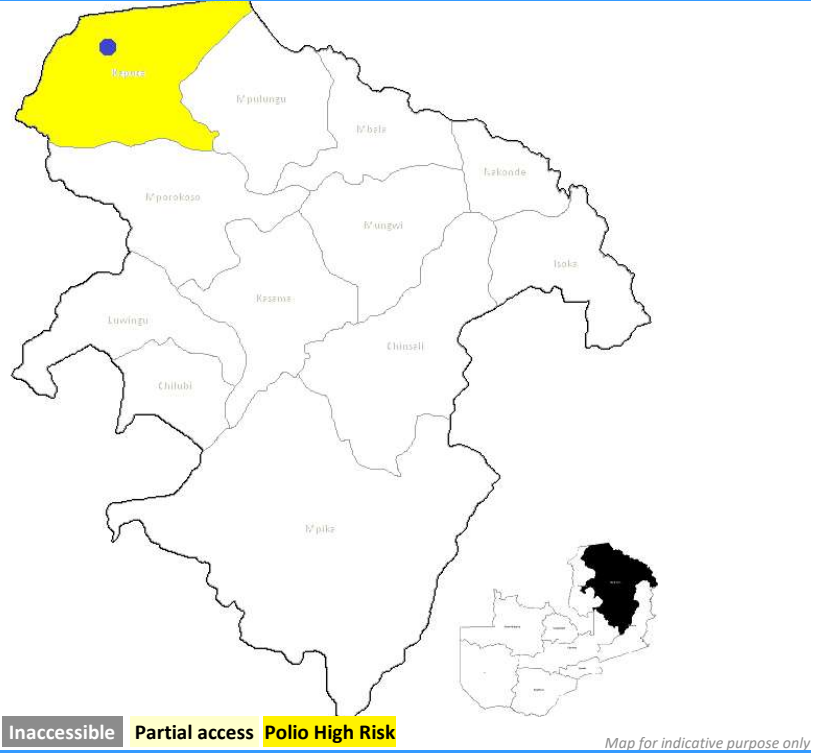 Kaputa
Mpulungu
Mbala
Nakonde
Mporokoso
Mungwi
Isoka
Kasama
Luwingu
Chinsali
Chilubi
Mpika
Inaccessible Partial access Polio High Risk
Map for indicative purpose only